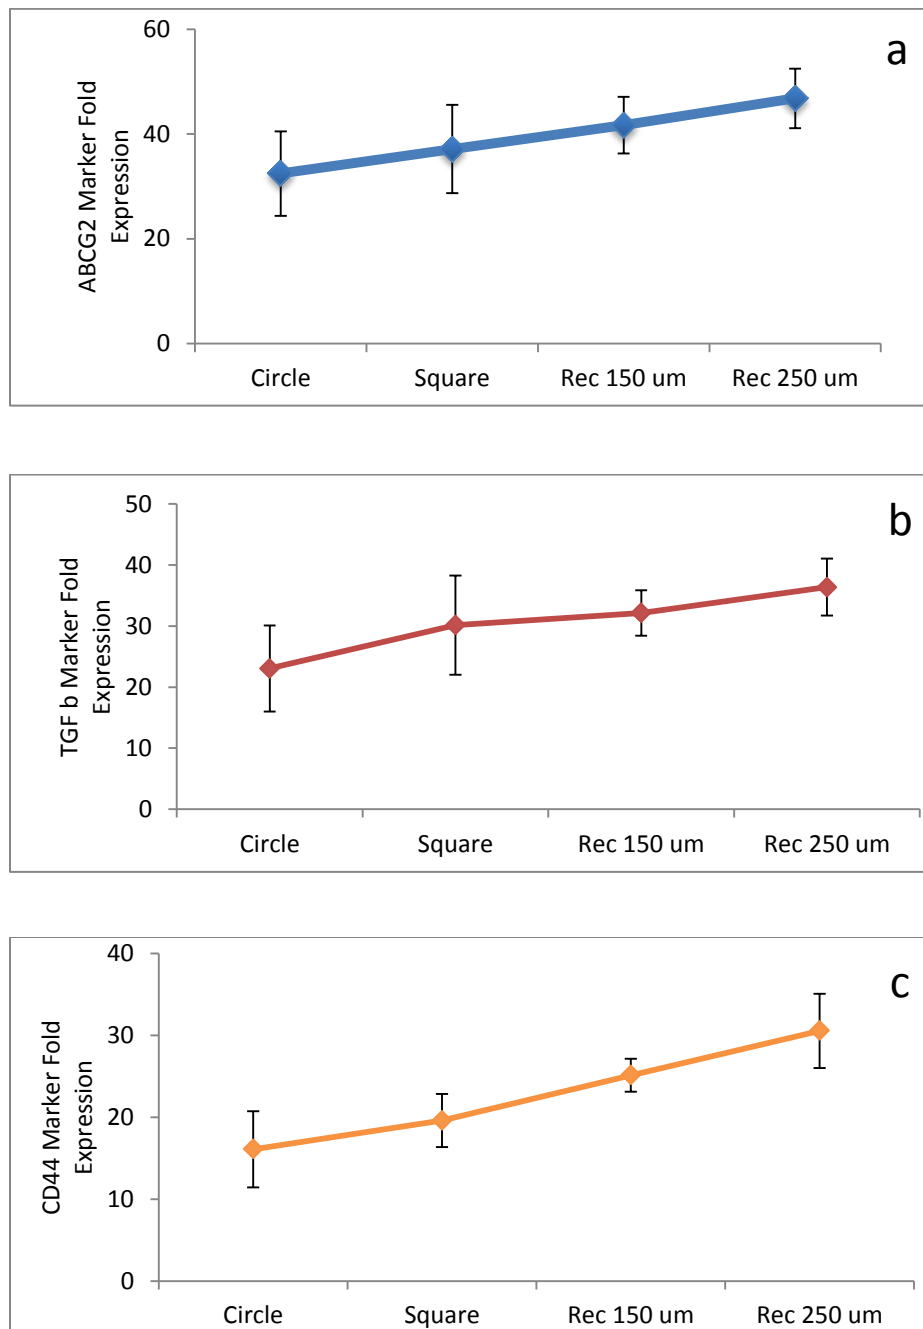 a
60
40
20
0
ABCG2 Marker Fold
Expression
Circle Square Rec 150 um Rec 250 um
b
50
40
30
20
10
0
TGF b Marker Fold
Expression
Circle Square Rec 150 um Rec 250 um
c
40
30
20
10
0
CD44 Marker Fold
Expression
Circle Square Rec 150 um Rec 250 um